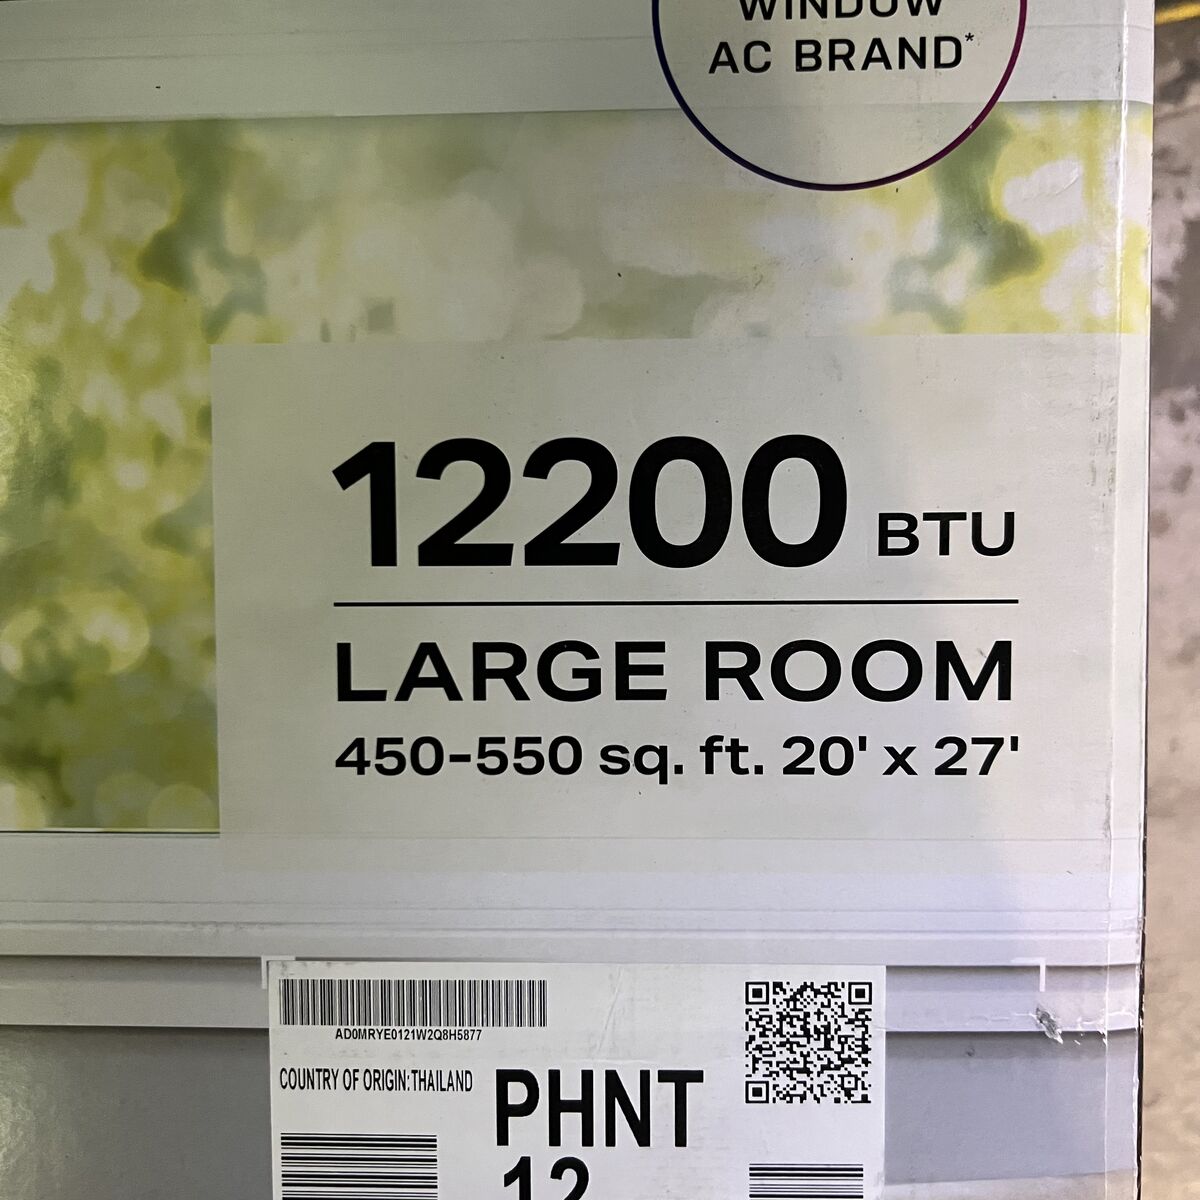 WINDOW
AC BRAND*
12200 BTU
LARGE ROOM
450-550 sq. ft. 20' x 27'
AD0MRYE0121W2Q8H5877
COUNTRY OF ORIGIN:THAILAND
PHNT
12